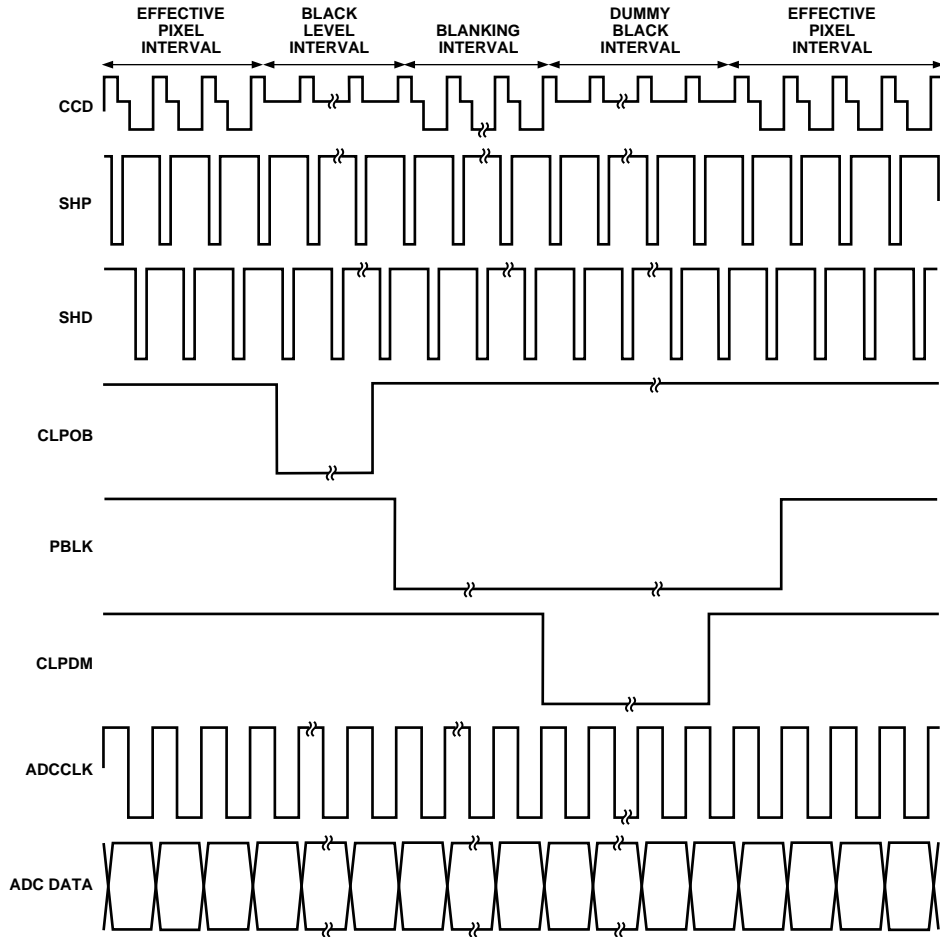 EFFECTIVE
PIXEL
INTERVAL
BLACK
LEVEL
INTERVAL
BLANKING
INTERVAL
DUMMY
BLACK
INTERVAL
EFFECTIVE
PIXEL
INTERVAL
CCD
SHP
SHD
CLPOB
PBLK
CLPDM
ADCCLK
ADC DATA